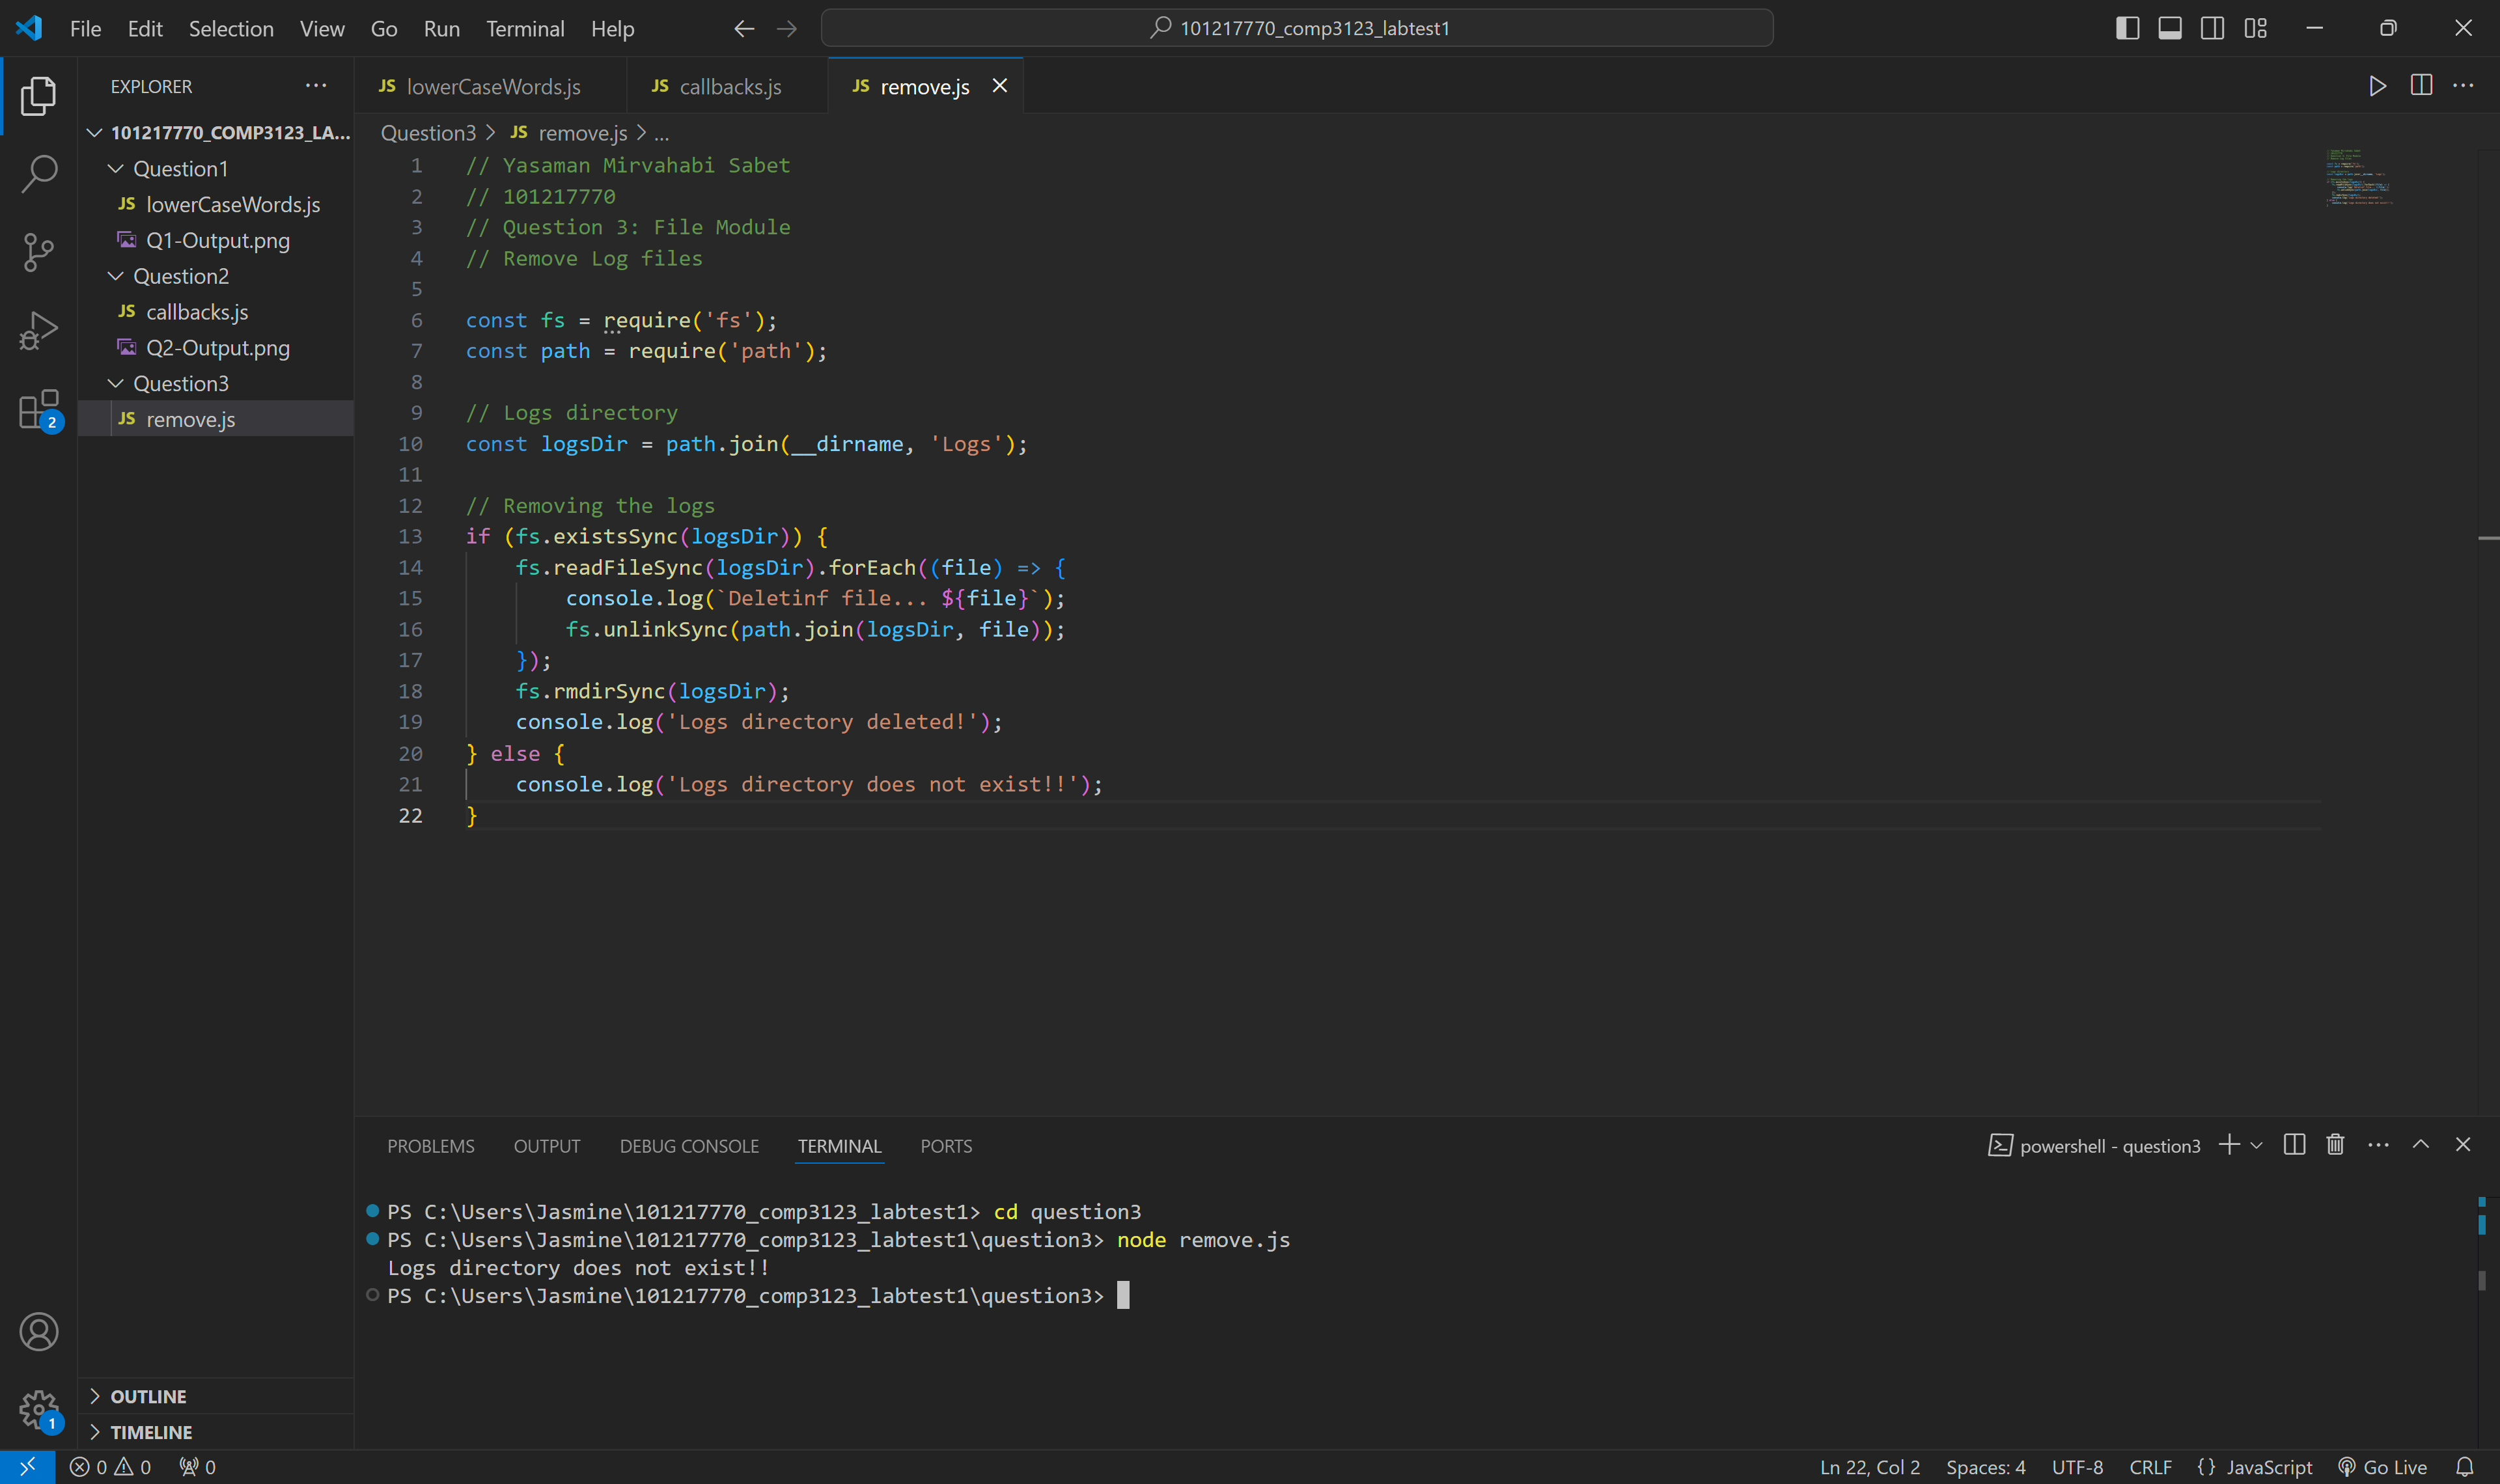 File Edit Selection View Go Run Terminal Help
101217770_comp3123_labtest1
EXPLORER
101217770_COMP3123_LA...
Question1
JS lowerCaseWords.js
Q1-Output.png
Question2
JS callbacks.js
Q2-Output.png
Question3
JS remove.js
2
OUTLINE
TIMELINE
1
JS lowerCaseWords.js JS callbacks.js JS remove.js
Question3 > JS remove.js > ...
1 // Yasaman Mirvahabi Sabet
2 // 101217770
3 // Question 3: File Module
4 // Remove Log files
5
6 const fs = require('fs');
7 const path = require('path');
8
9 // Logs directory
10 const logsDir = path.join(__dirname, 'Logs');
11
12 // Removing the logs
13 if (fs.existsSync(logsDir)) {
14 fs.readFileSync(logsDir).forEach((file) => {
15 console.log(`Deletinf file... ${file}`);
16 fs.unlinkSync(path.join(logsDir, file));
17 });
18 fs.rmdirSync(logsDir);
19 console.log('Logs directory deleted!');
20 } else {
21 console.log('Logs directory does not exist!!');
22 }
PROBLEMS OUTPUT DEBUG CONSOLE TERMINAL PORTS
powershell - question3
PS C:\Users\Jasmine\101217770_comp3123_labtest1> cd question3
PS C:\Users\Jasmine\101217770_comp3123_labtest1\question3> node remove.js
Logs directory does not exist!!
PS C:\Users\Jasmine\101217770_comp3123_labtest1\question3>
0 0 0
Ln 22, Col 2 Spaces: 4 UTF-8 CRLF {} JavaScript Go Live